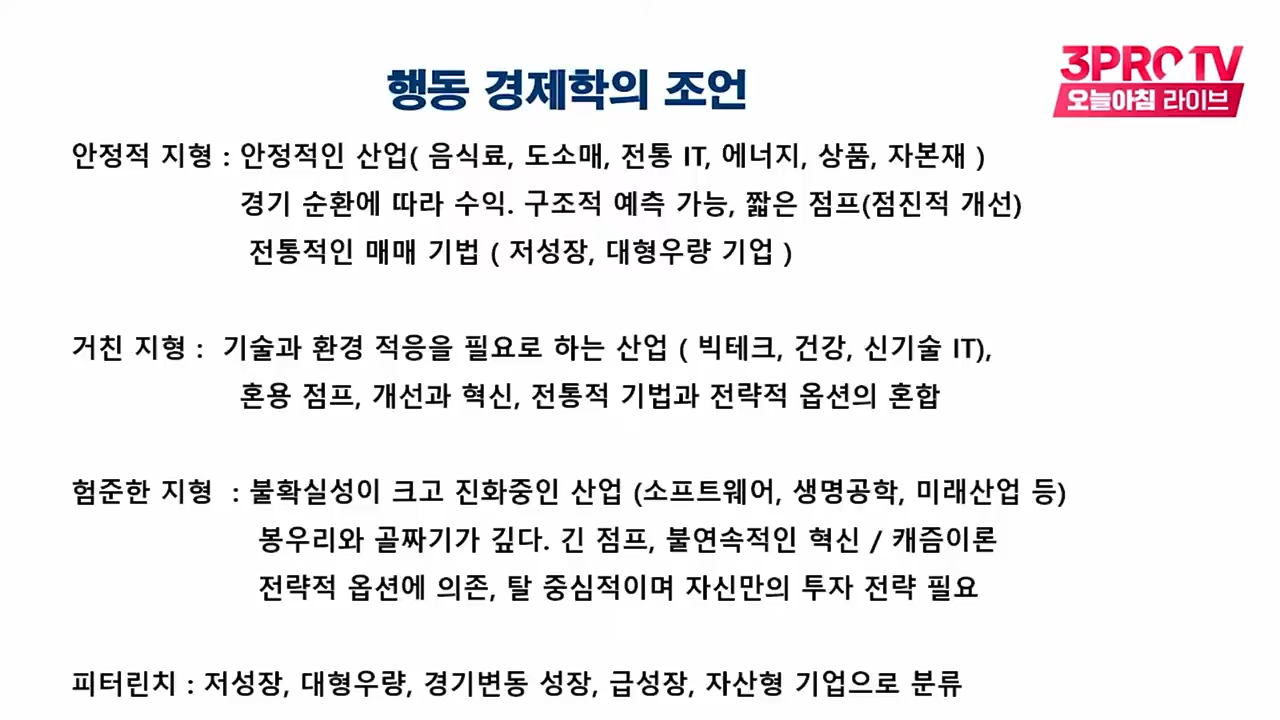 행동 경제학의 조언
3PRO TV
오늘아침 라이브
안정적 지형 : 안정적인 산업( 음식료, 도소매, 전통 IT, 에너지, 상품, 자본재 )
경기 순환에 따라 수익. 구조적 예측 가능, 짧은 점프(점진적 개선)
전통적인 매매 기법 ( 저성장, 대형우량 기업 )
거친 지형 : 기술과 환경 적응을 필요로 하는 산업 ( 빅테크, 건강, 신기술 IT),
혼용 점프, 개선과 혁신, 전통적 기법과 전략적 옵션의 혼합
험준한 지형 : 불확실성이 크고 진화중인 산업 (소프트웨어, 생명공학, 미래산업 등)
봉우리와 골짜기가 깊다. 긴 점프, 불연속적인 혁신 / 캐즘이론
전략적 옵션에 의존, 탈 중심적이며 자신만의 투자 전략 필요
피터린치 : 저성장, 대형우량, 경기변동 성장, 급성장, 자산형 기업으로 분류